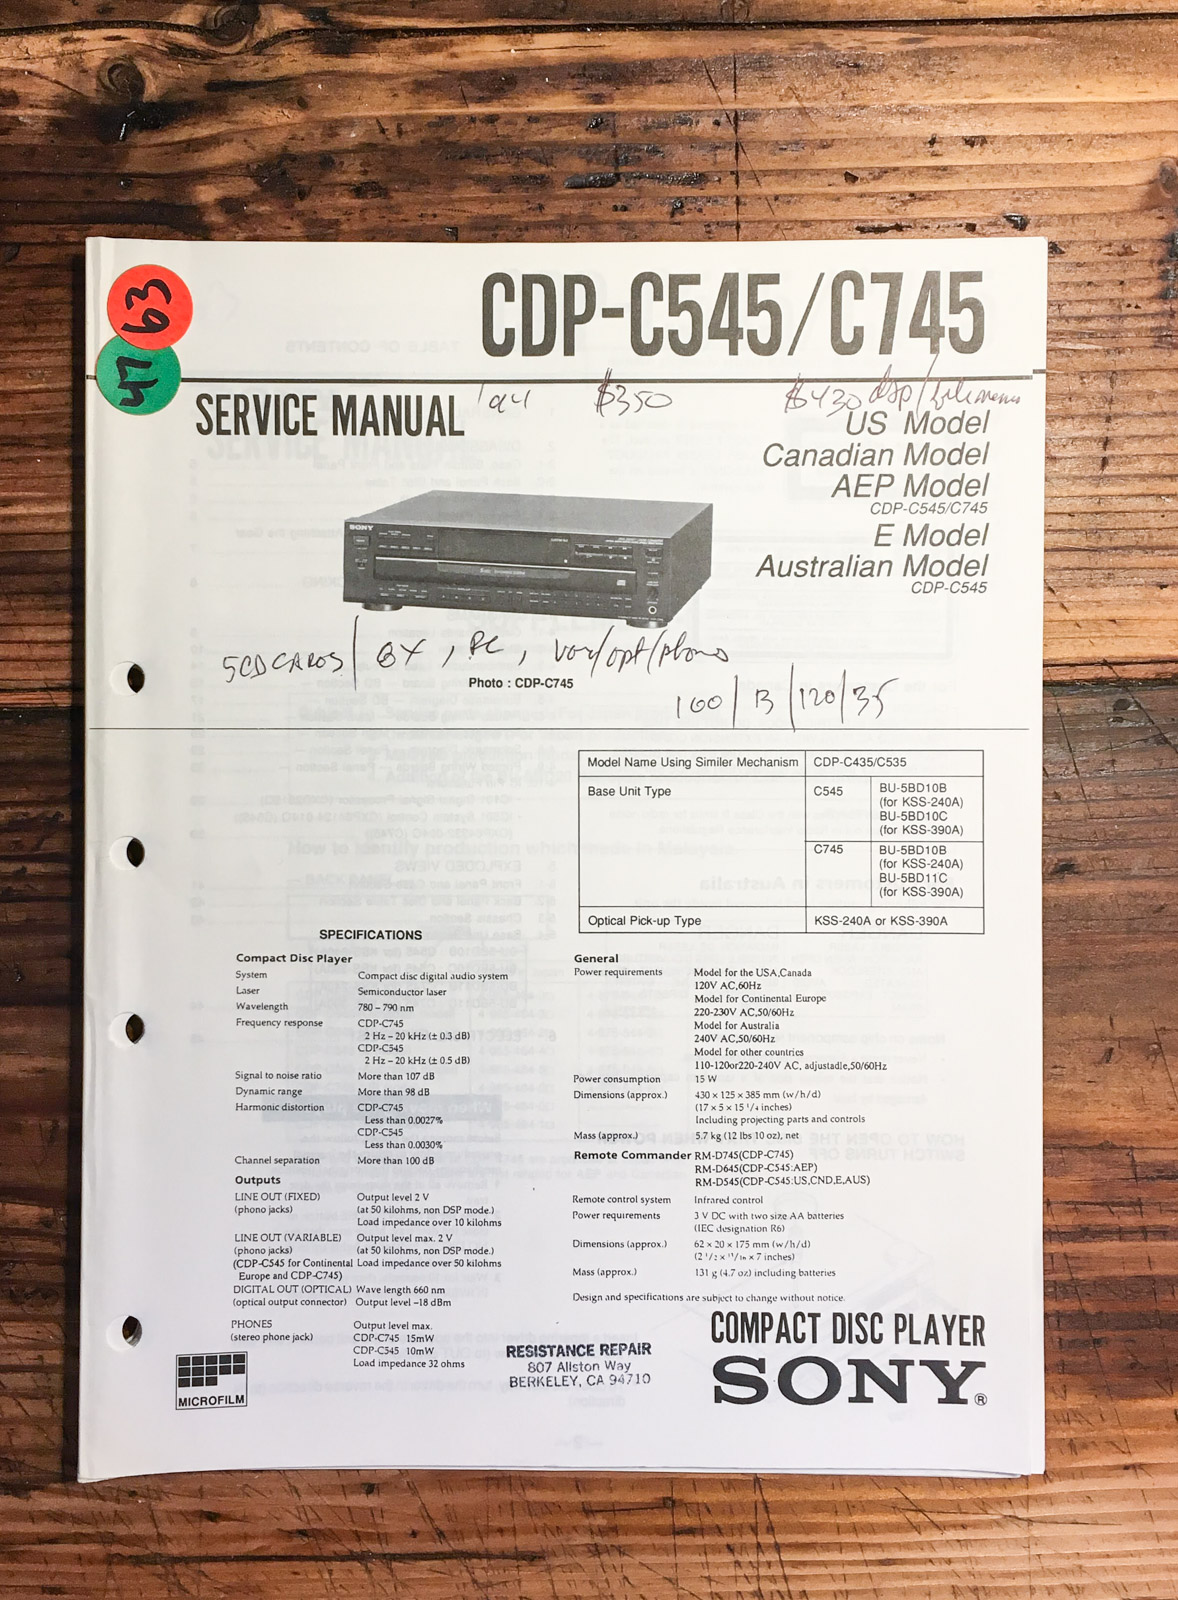 63
47
CDP-C545/C745
'94 $350 $430 dsp/filemems
SERVICE MANUAL
US Model
Canadian Model
AEP Model
CDP-C545/C745
E Model
Australian Model
CDP-C545
SONY
5CDCAROS/ 8X, PC, var/opt/phono
Photo : CDP-C745
100/13/120/35
Model Name Using Similer Mechanism CDP-C435/C535
Base Unit Type C545 BU-5BD10B
(for KSS-240A)
BU-5BD10C
(for KSS-390A)
C745 BU-5BD10B
(for KSS-240A)
BU-5BD11C
(for KSS-390A)
Optical Pick-up Type KSS-240A or KSS-390A
SPECIFICATIONS
Compact Disc Player
System Compact disc digital audio system
Laser Semiconductor laser
Wavelength 780 – 790 nm
Frequency response CDP-C745
2 Hz – 20 kHz (± 0.3 dB)
CDP-C545
2 Hz – 20 kHz (± 0.5 dB)
Signal to noise ratio More than 107 dB
Dynamic range More than 98 dB
Harmonic distortion CDP-C745
Less than 0.0027%
CDP-C545
Less than 0.0030%
Channel separation More than 100 dB
Outputs
LINE OUT (FIXED) Output level 2 V
(phono jacks) (at 50 kilohms, non DSP mode.)
Load impedance over 10 kilohms
LINE OUT (VARIABLE) Output level max. 2 V
(phono jacks) (at 50 kilohms, non DSP mode.)
(CDP-C545 for Continental Load impedance over 50 kilohms
Europe and CDP-C745)
DIGITAL OUT (OPTICAL) Wave length 660 nm
(optical output connector) Output level –18 dBm
PHONES Output level max.
(stereo phone jack) CDP-C745 15mW
CDP-C545 10mW
Load impedance 32 ohms
General
Power requirements Model for the USA,Canada
120V AC,60Hz
Model for Continental Europe
220-230V AC,50/60Hz
Model for Australia
240V AC,50/60Hz
Model for other countries
110-120or220-240V AC, adjustadle,50/60Hz
Power consumption 15 W
Dimensions (approx.) 430 × 125 × 385 mm (w/h/d)
(17 × 5 × 15 1/4 inches)
Including projecting parts and controls
Mass (approx.) 5.7 kg (12 lbs 10 oz), net
Remote Commander RM-D745(CDP-C745)
RM-D645(CDP-C545:AEP)
RM-D545(CDP-C545:US,CND,E,AUS)
Remote control system Infrared control
Power requirements 3 V DC with two size AA batteries
(IEC designation R6)
Dimensions (approx.) 62 × 20 × 175 mm (w/h/d)
(2 1/2 × 13/16 × 7 inches)
Mass (approx.) 131 g (4.7 oz) including batteries
Design and specifications are subject to change without notice.
MICROFILM
RESISTANCE REPAIR
807 Allston Way
BERKELEY, CA 94710
COMPACT DISC PLAYER
SONY®